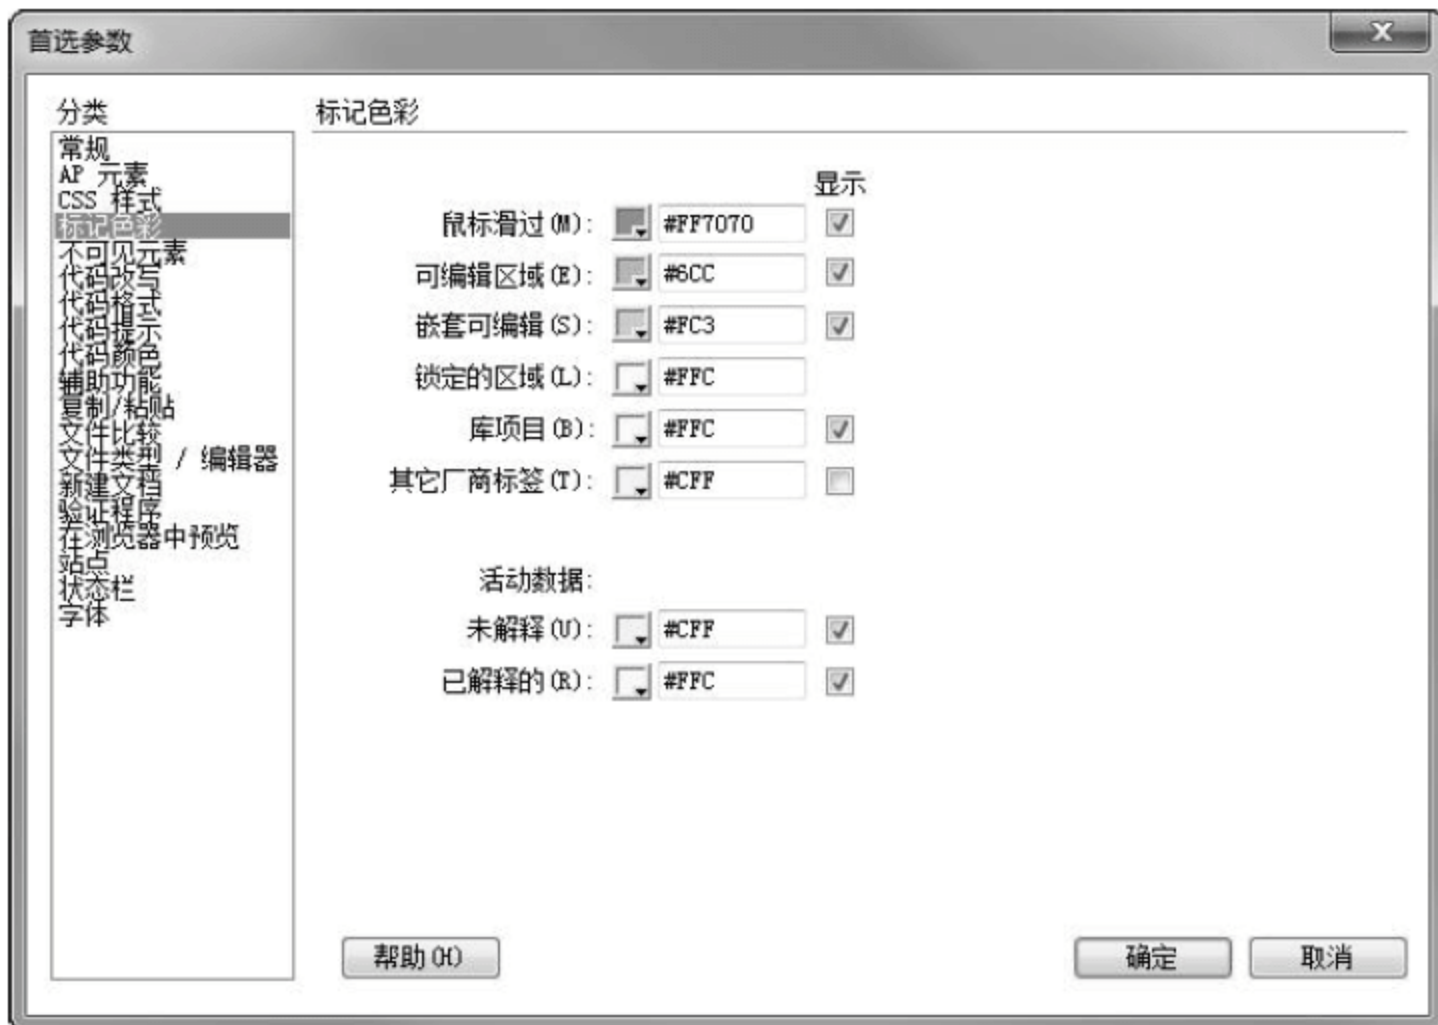 首选参数
分类
常规
AP 元素
CSS 样式
标记色彩
不可见元素
代码改写
代码格式
代码提示
代码颜色
辅助功能
复制/粘贴
文件比较
文件类型 / 编辑器
新建文档
验证程序
在浏览器中预览
站点
状态栏
字体
标记色彩
显示
鼠标滑过(M): #FF7070
可编辑区域(E): #6CC
嵌套可编辑(S): #FC3
锁定的区域(L): #FFC
库项目(B): #FFC
其它厂商标签(T): #CFF
活动数据:
未解释(U): #CFF
已解释的(R): #FFC
帮助(H) 确定 取消